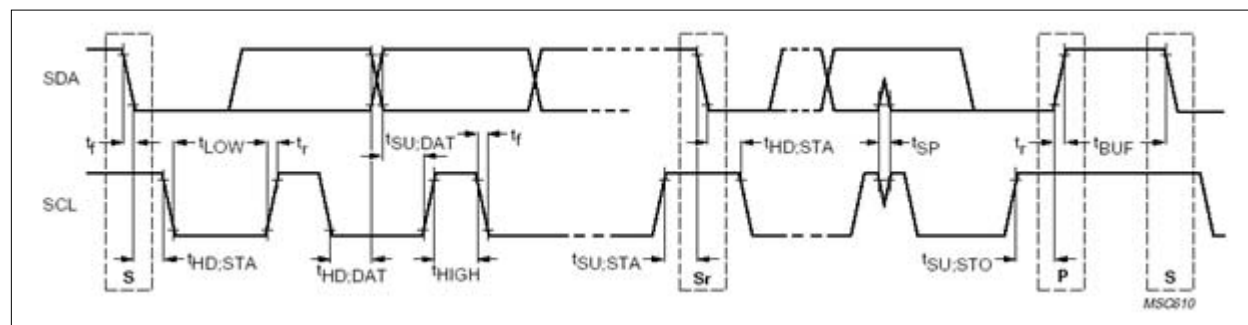 SDA
tf
tLOW
tr
tSU;DAT
tf
tHD;STA
tSP
tr
tBUF
SCL
S
tHD;STA
tHD;DAT
tHIGH
tSU;STA
Sr
tSU;STO
P
S
MSC610